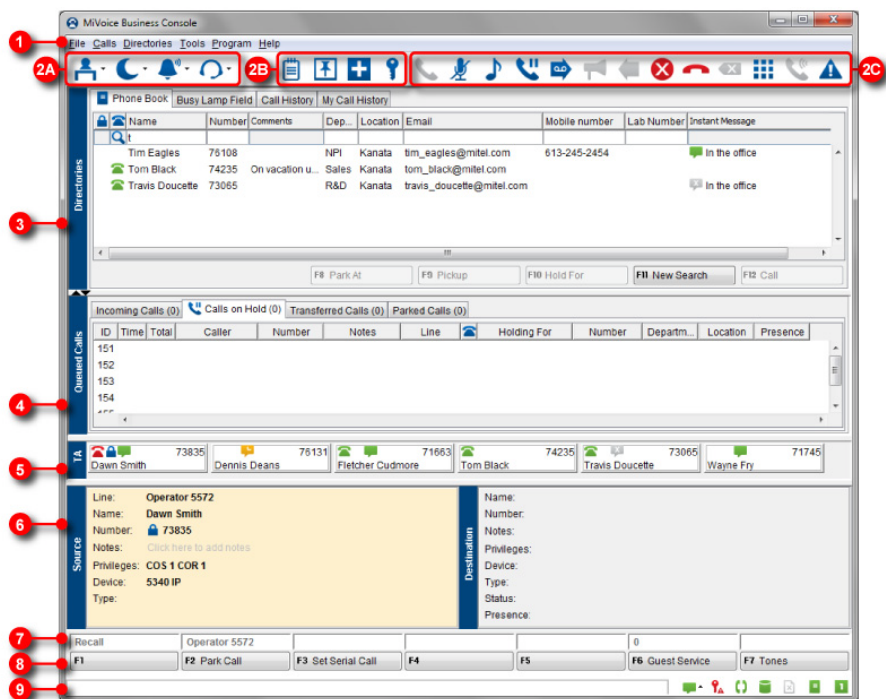 MiVoice Business Console
1 File Calls Directories Tools Program Help
2A 2B 2C
Phone Book Busy Lamp Field Call History My Call History
Name Number Comments Dep... Location Email Mobile number Lab Number Instant Message
t
Tim Eagles 76108 NPI Kanata tim_eagles@mitel.com 613-245-2454 In the office
Tom Black 74235 On vacation u... Sales Kanata tom_black@mitel.com
Travis Doucette 73065 R&D Kanata travis_doucette@mitel.com In the office
Directories
3
F8 Park At F9 Pickup F10 Hold For F11 New Search F12 Call
Incoming Calls (0) Calls on Hold (0) Transferred Calls (0) Parked Calls (0)
ID Time Total Caller Number Notes Line Holding For Number Departm... Location Presence
151
152
153
154
155
Queued Calls
4
TA
5
73835 76131 71663 74235 73065 71745
Dawn Smith Dennis Deans Fletcher Cudmore Tom Black Travis Doucette Wayne Fry
6
Source
Line: Operator 5572
Name: Dawn Smith
Number: 73835
Notes: Click here to add notes
Privileges: COS 1 COR 1
Device: 5340 IP
Type:
Destination
Name:
Number:
Notes:
Privileges:
Device:
Type:
Status:
Presence:
7 Recall Operator 5572 0
8 F1 F2 Park Call F3 Set Serial Call F4 F5 F6 Guest Service F7 Tones
9 1